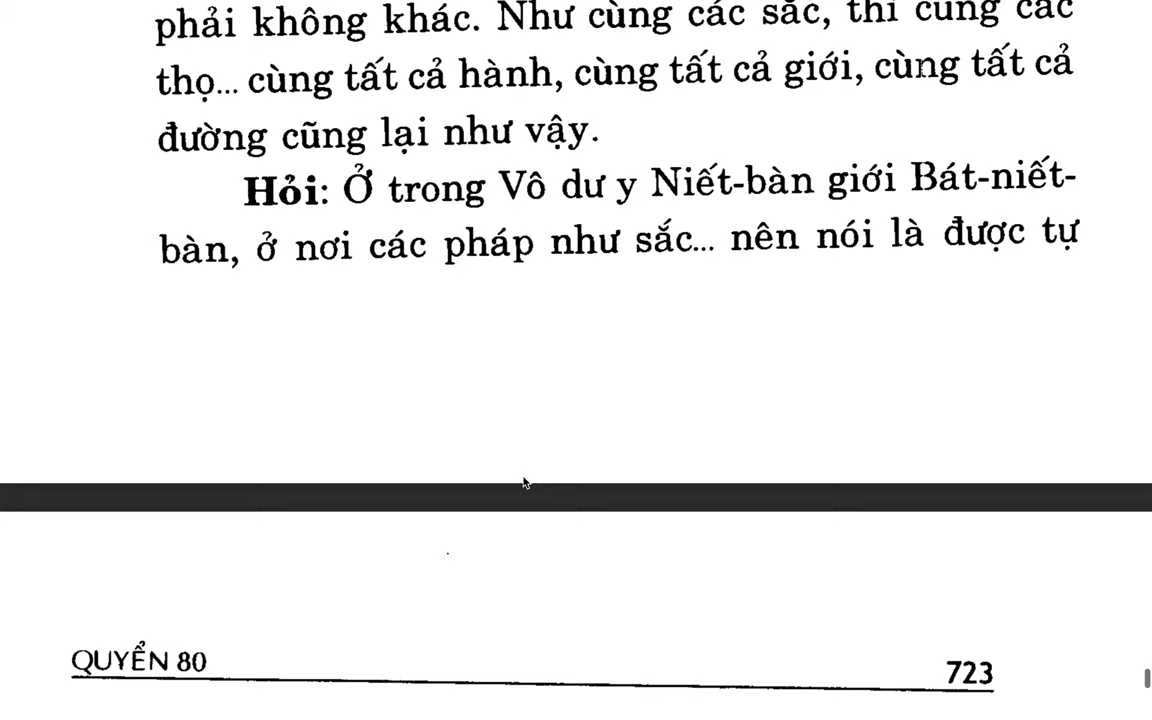 phải không khác. Như cùng các sắc, thì cùng các
thọ... cùng tất cả hành, cùng tất cả giới, cùng tất cả
đường cũng lại như vậy.
Hỏi: Ở trong Vô dư y Niết-bàn giới Bát-niết-
bàn, ở nơi các pháp như sắc... nên nói là được tự
QUYỂN 80
723